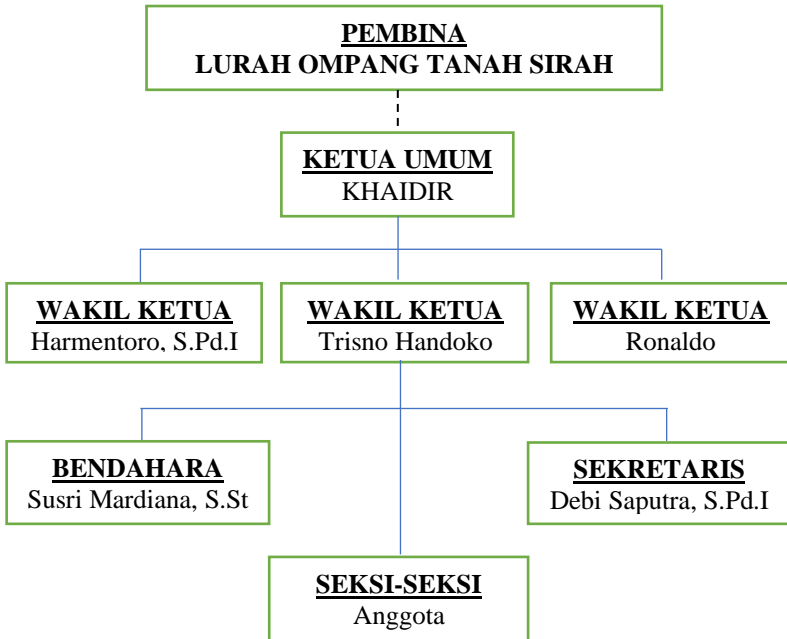 PEMBINA
LURAH OMPANG TANAH SIRAH
KETUA UMUM
KHAIDIR
WAKIL KETUA
Harmentoro, S.Pd.I
WAKIL KETUA
Trisno Handoko
WAKIL KETUA
Ronaldo
BENDAHARA
Susri Mardiana, S.St
SEKRETARIS
Debi Saputra, S.Pd.I
SEKSI-SEKSI
Anggota